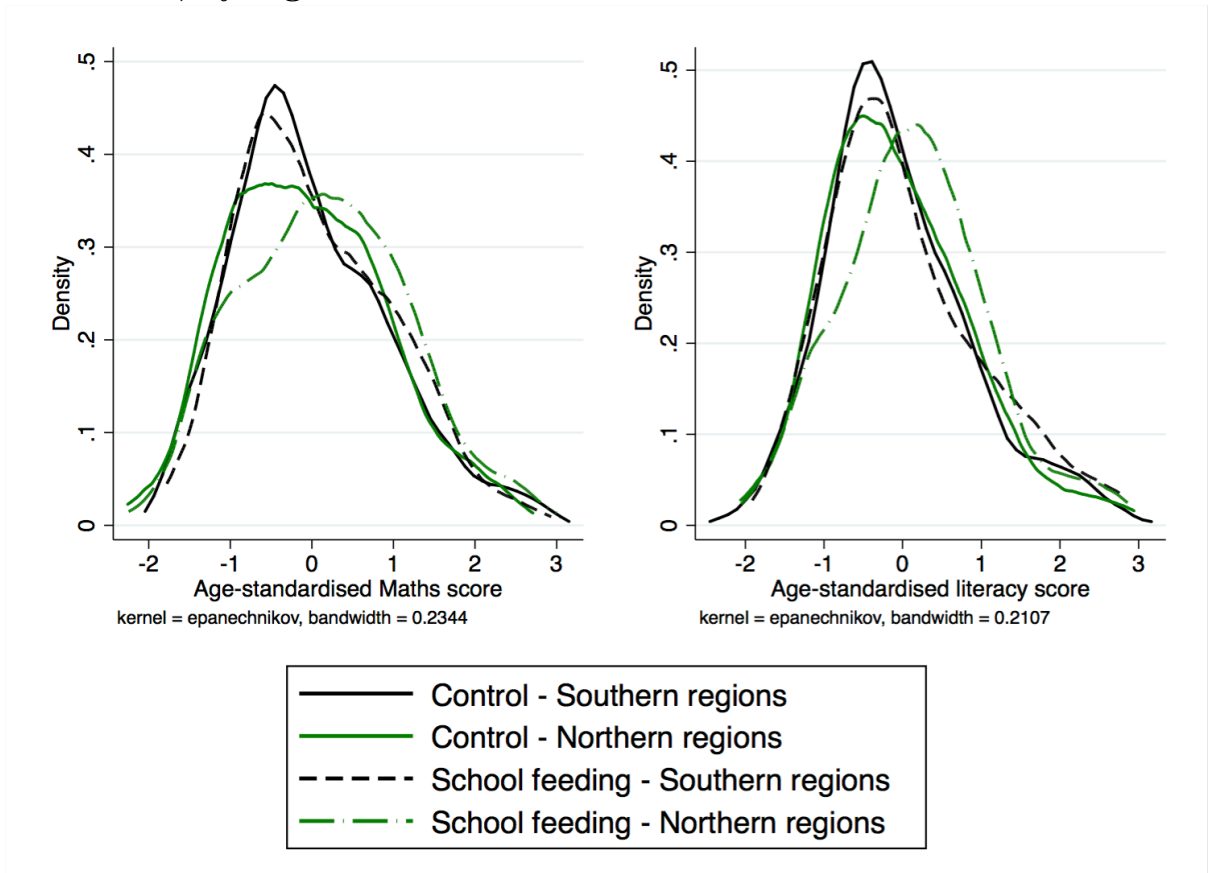 .5
.4
.3
.2
.1
0
Density
-2 -1 0 1 2 3
Age-standardised Maths score
kernel = epanechnikov, bandwidth = 0.2344
.5
.4
.3
.2
.1
0
Density
-2 -1 0 1 2 3
Age-standardised literacy score
kernel = epanechnikov, bandwidth = 0.2107
Control - Southern regions
Control - Northern regions
School feeding - Southern regions
School feeding - Northern regions